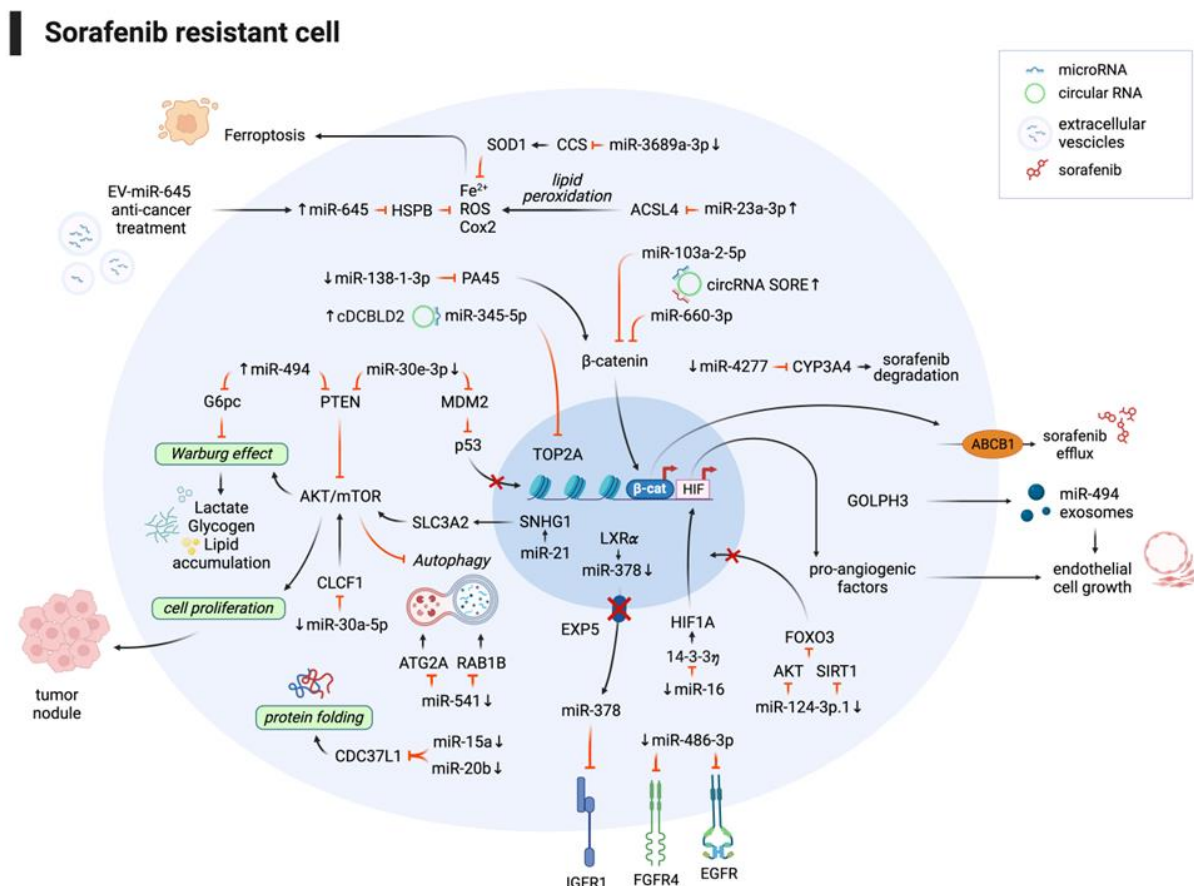 Sorafenib resistant cell
microRNA
circular RNA
extracellular
vescicles
sorafenib
Ferroptosis
SOD1
CCS
miR-3689a-3p↓
EV-miR-645
anti-cancer
treatment
↑miR-645
HSPB
Fe²⁺
ROS
Cox2
lipid
peroxidation
ACSL4
miR-23a-3p↑
↓miR-138-1-3p
PA45
miR-103a-2-5p
circRNA SORE↑
miR-660-3p
↑cDCBLD2
miR-345-5p
β-catenin
↓miR-4277
CYP3A4
sorafenib
degradation
↑miR-494
miR-30e-3p↓
G6pc
PTEN
MDM2
p53
TOP2A
Warburg effect
β-cat
HIF
ABCB1
sorafenib
efflux
Lactate
Glycogen
Lipid
accumulation
AKT/mTOR
SLC3A2
SNHG1
miR-21
LXRα
miR-378↓
GOLPH3
miR-494
exosomes
Autophagy
CLCF1
↓miR-30a-5p
cell proliferation
EXP5
HIF1A
14-3-3η
↓miR-16
pro-angiogenic
factors
endothelial
cell growth
FOXO3
AKT
SIRT1
miR-124-3p.1↓
tumor
nodule
ATG2A
RAB1B
miR-541↓
protein folding
CDC37L1
miR-15a↓
miR-20b↓
miR-378
↓miR-486-3p
IGFR1
FGFR4
EGFR